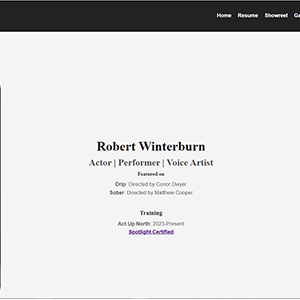 Home Resume Showreel Ga
Robert Winterburn
Actor | Performer | Voice Artist
Featured on
Drip: Directed by Conor Dwyer
Sober: Directed by Matthew Cooper
Training
Act Up North: 2023-Present
Spotlight Certified